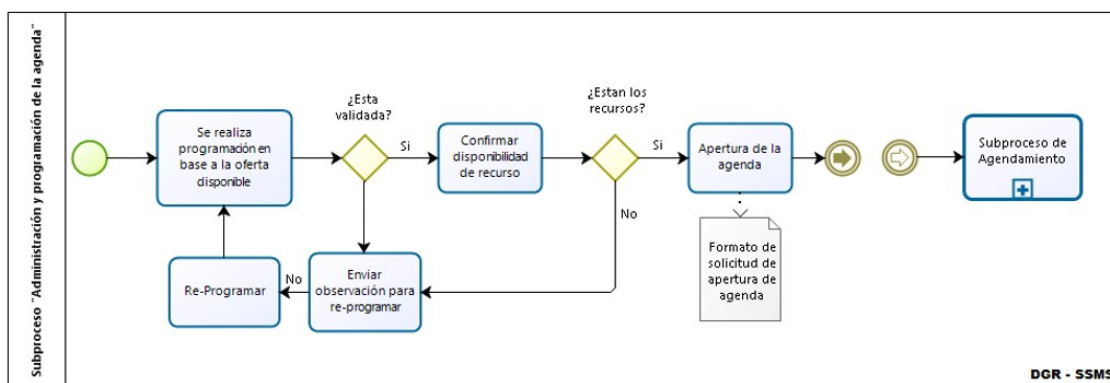 Subproceso "Administración y programación de la agenda"
Se realiza
programación en
base a la oferta
disponible
¿Esta
validada?
Si
Confirmar
disponibilidad
de recurso
¿Estan los
recursos?
Si
Apertura de la
agenda
Subproceso de
Agendamiento
No
Formato de
solicitud de
apertura de
agenda
Re-Programar
No
Enviar
observación para
re-programar
DGR - SSMS